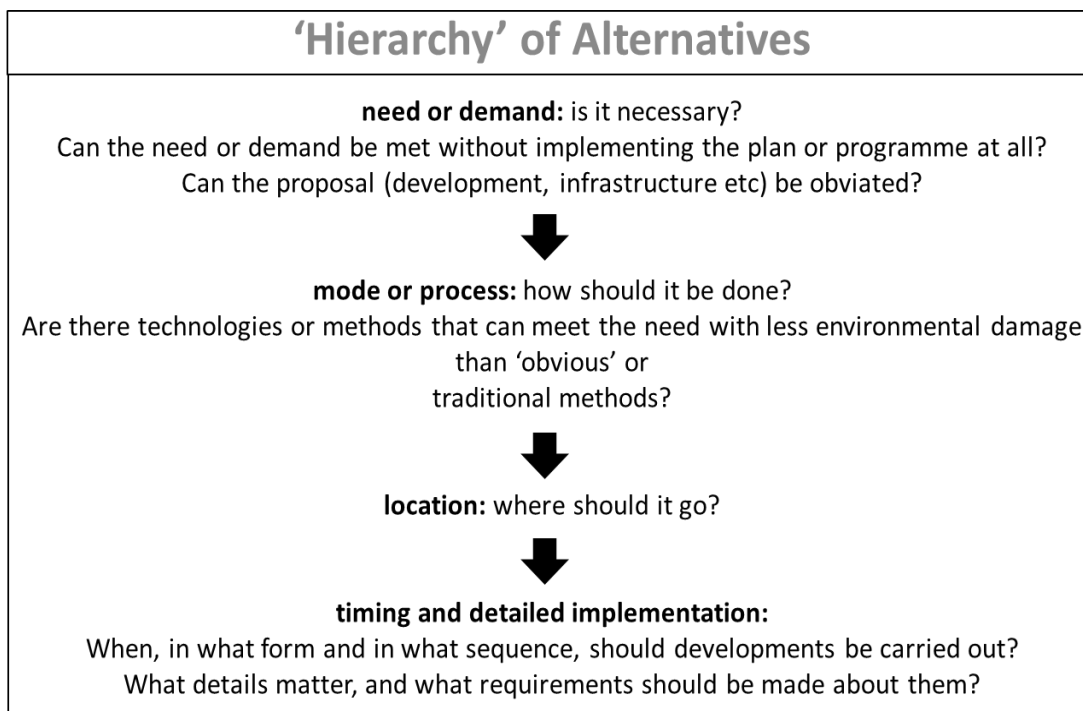 ‘Hierarchy’ of Alternatives
need or demand: is it necessary?
Can the need or demand be met without implementing the plan or programme at all?
Can the proposal (development, infrastructure etc) be obviated?
mode or process: how should it be done?
Are there technologies or methods that can meet the need with less environmental damage
than ‘obvious’ or
traditional methods?
location: where should it go?
timing and detailed implementation:
When, in what form and in what sequence, should developments be carried out?
What details matter, and what requirements should be made about them?